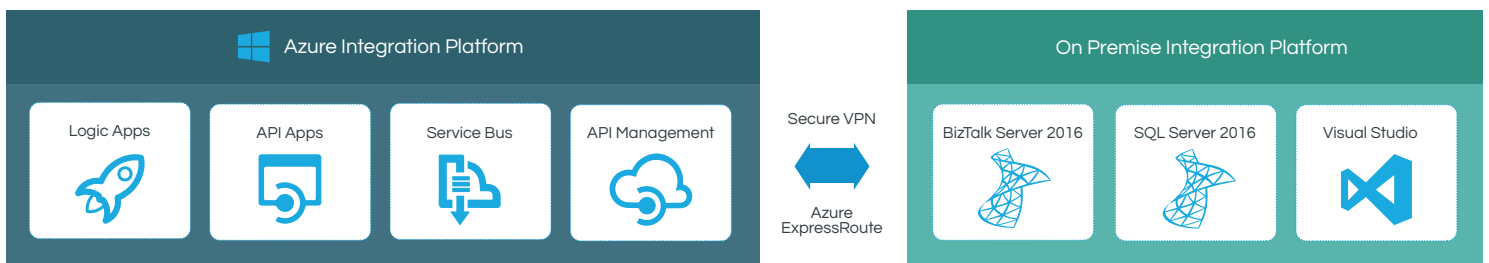 Azure Integration Platform
On Premise Integration Platform
Logic Apps
API Apps
Service Bus
API Management
Secure VPN
Azure
ExpressRoute
BizTalk Server 2016
SQL Server 2016
Visual Studio